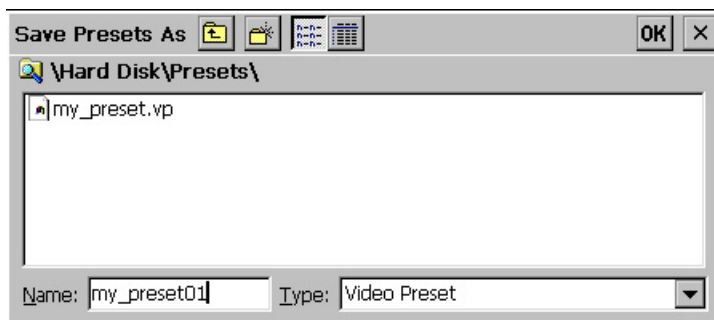 Save Presets As OK
\Hard Disk\Presets\
my_preset.vp
Name: my_preset01 Type: Video Preset